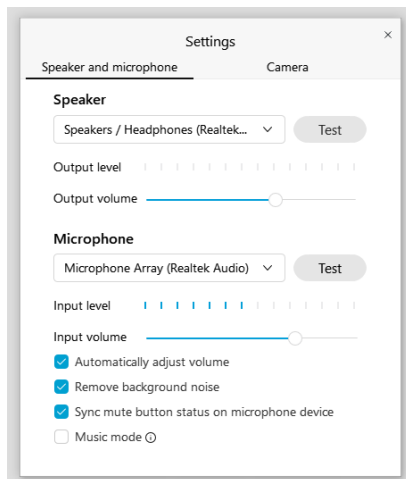 Settings
Speaker and microphone Camera
Speaker
Speakers / Headphones (Realtek... Test
Output level
Output volume
Microphone
Microphone Array (Realtek Audio) Test
Input level
Input volume
Automatically adjust volume
Remove background noise
Sync mute button status on microphone device
Music mode